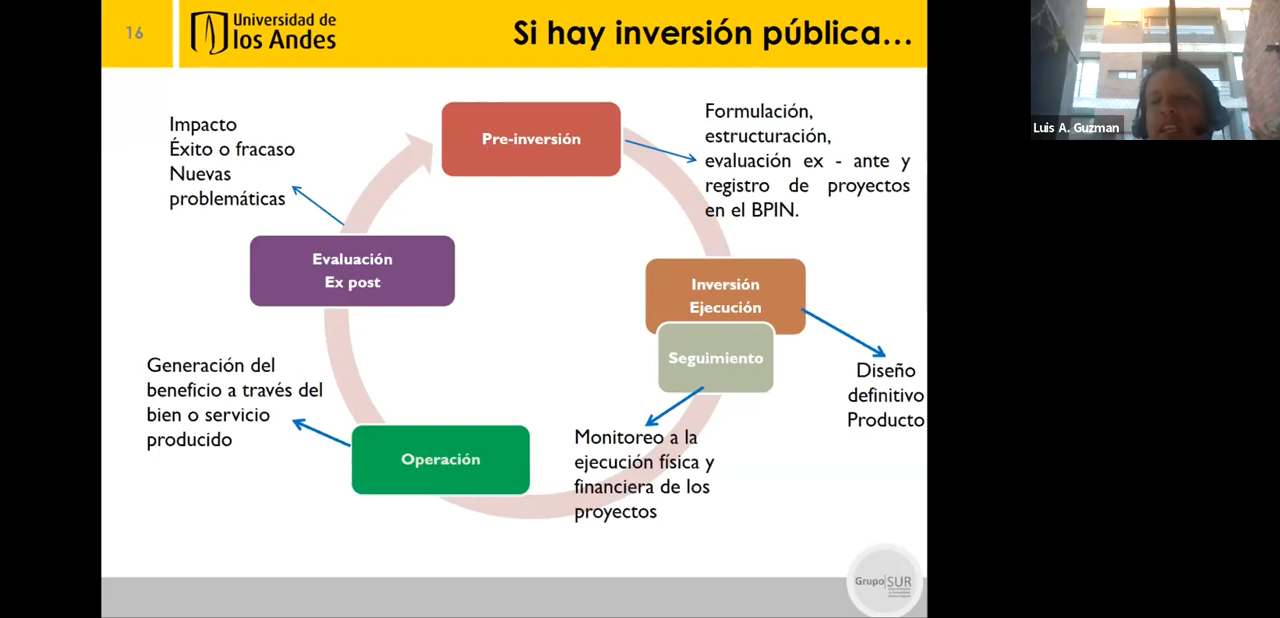 16
Universidad de
los Andes
Si hay inversión pública...
Impacto
Éxito o fracaso
Nuevas
problemáticas
Pre-inversión
Formulación,
estructuración,
evaluación ex - ante y
registro de proyectos
en el BPIN.
Evaluación
Ex post
Inversión
Ejecución
Seguimiento
Diseño
definitivo
Producto
Generación del
beneficio a través del
bien o servicio
producido
Operación
Monitoreo a la
ejecución física y
financiera de los
proyectos
Grupo|SUR
Luis A. Guzman